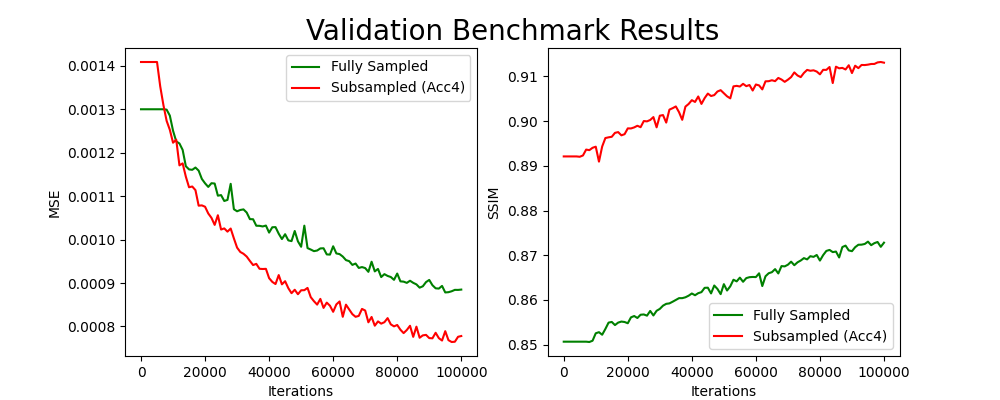 Validation Benchmark Results
MSE
0.0014
0.0013
0.0012
0.0011
0.0010
0.0009
0.0008
Fully Sampled
Subsampled (Acc4)
0 20000 40000 60000 80000 100000
Iterations
SSIM
0.91
0.90
0.89
0.88
0.87
0.86
0.85
Fully Sampled
Subsampled (Acc4)
0 20000 40000 60000 80000 100000
Iterations